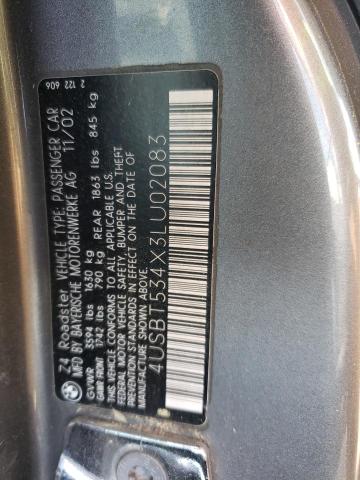 Z4 Roadster VEHICLE TYPE: PASSENGER CAR
MFD BY BAYERISCHE MOTORENWERKE AG 11/02
GVWR 3594 lbs 1630 kg
GAWR FRONT 1742 lbs 790 kg REAR 1863 lbs 845 kg
THIS VEHICLE CONFORMS TO ALL APPLICABLE U.S.
FEDERAL MOTOR VEHICLE SAFETY, BUMPER AND THEFT
PREVENTION STANDARDS IN EFFECT ON THE DATE
OF MANUFACTURE SHOWN ABOVE.
4USBT534X3LU02083
2 122 606
BMW